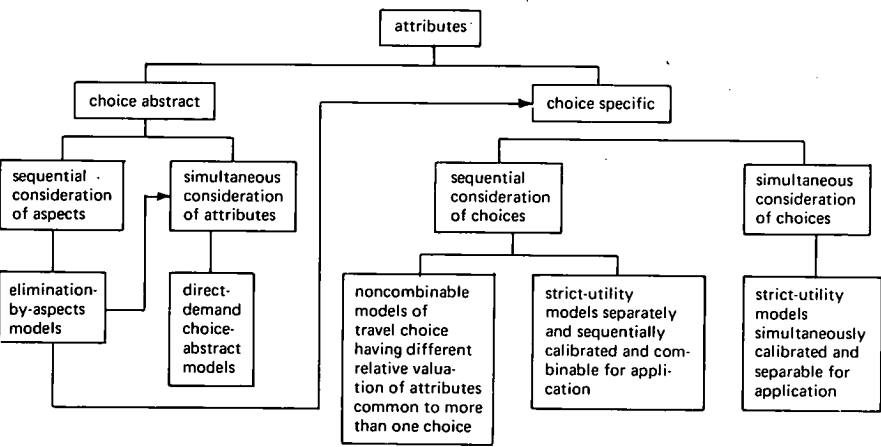 attributes
choice abstract
choice specific
sequential
consideration
of aspects
simultaneous
consideration
of attributes
sequential
consideration
of choices
simultaneous
consideration
of choices
elimination-
by-aspects
models
direct-
demand
choice-
abstract
models
noncombinable
models of
travel choice
having different
relative valua-
tion of attributes
common to more
than one choice
strict-utility
models separately
and sequentially
calibrated and com-
binable for appli-
cation
strict-utility
models
simultaneously
calibrated and
separable for
application